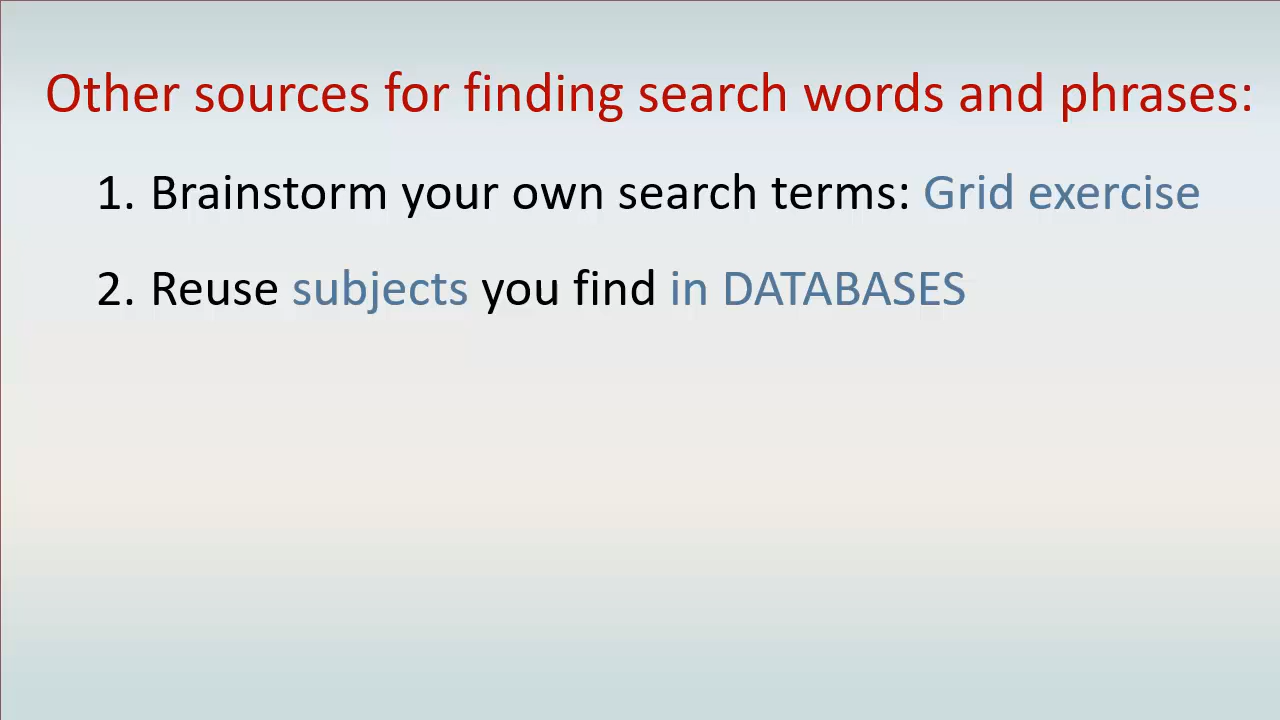 Other sources for finding search words and phrases:
1. Brainstorm your own search terms: Grid exercise
2. Reuse subjects you find in DATABASES